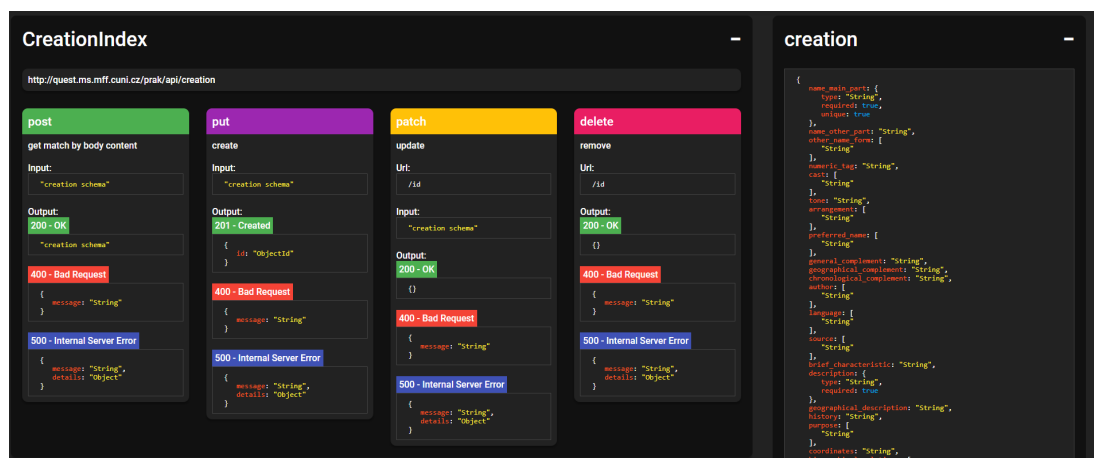 CreationIndex
−
http://quest.ms.mff.cuni.cz/prak/api/creation
post
get match by body content
Input:
"creation schema"
Output:
200 - OK
"creation schema"
400 - Bad Request
{
message: "String"
}
500 - Internal Server Error
{
message: "String",
details: "Object"
}
put
create
Input:
"creation schema"
Output:
201 - Created
{
id: "ObjectId"
}
400 - Bad Request
{
message: "String"
}
500 - Internal Server Error
{
message: "String",
details: "Object"
}
patch
update
Url:
/id
Input:
"creation schema"
Output:
200 - OK
{}
400 - Bad Request
{
message: "String"
}
500 - Internal Server Error
{
message: "String",
details: "Object"
}
delete
remove
Url:
/id
Output:
200 - OK
{}
400 - Bad Request
{
message: "String"
}
500 - Internal Server Error
{
message: "String",
details: "Object"
}
creation
−
{
name_main_part: {
type: "String",
required: true,
unique: true
},
name_other_part: "String",
other_name_form: [
"String"
],
numeric_tag: "String",
cast: [
"String"
],
tone: "String",
arrangement: [
"String"
],
preferred_name: [
"String"
],
general_complement: "String",
geographical_complement: "String",
chronological_complement: "String",
author: [
"String"
],
language: [
"String"
],
source: [
"String"
],
brief_characteristic: "String",
description: {
type: "String",
required: true
},
geographical_description: "String",
history: "String",
purpose: [
"String"
],
coordinates: "String",